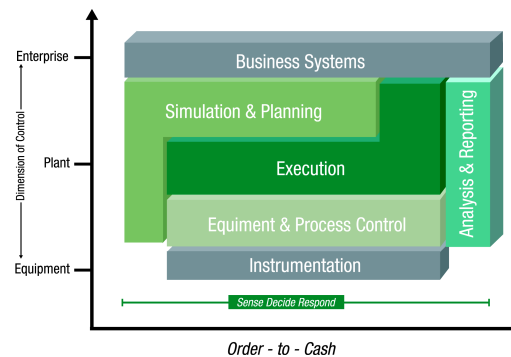 Enterprise
Business Systems
Simulation & Planning
Dimension of Control
Plant
Execution
Analysis & Reporting
Equiment & Process Control
Equipment
Instrumentation
Sense Decide Respond
Order - to - Cash